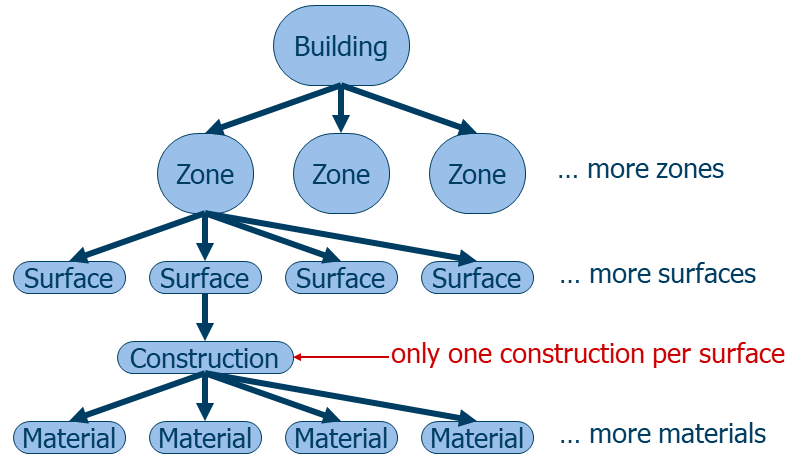 Building
Zone Zone Zone ... more zones
Surface Surface Surface Surface ... more surfaces
Construction only one construction per surface
Material Material Material Material ... more materials